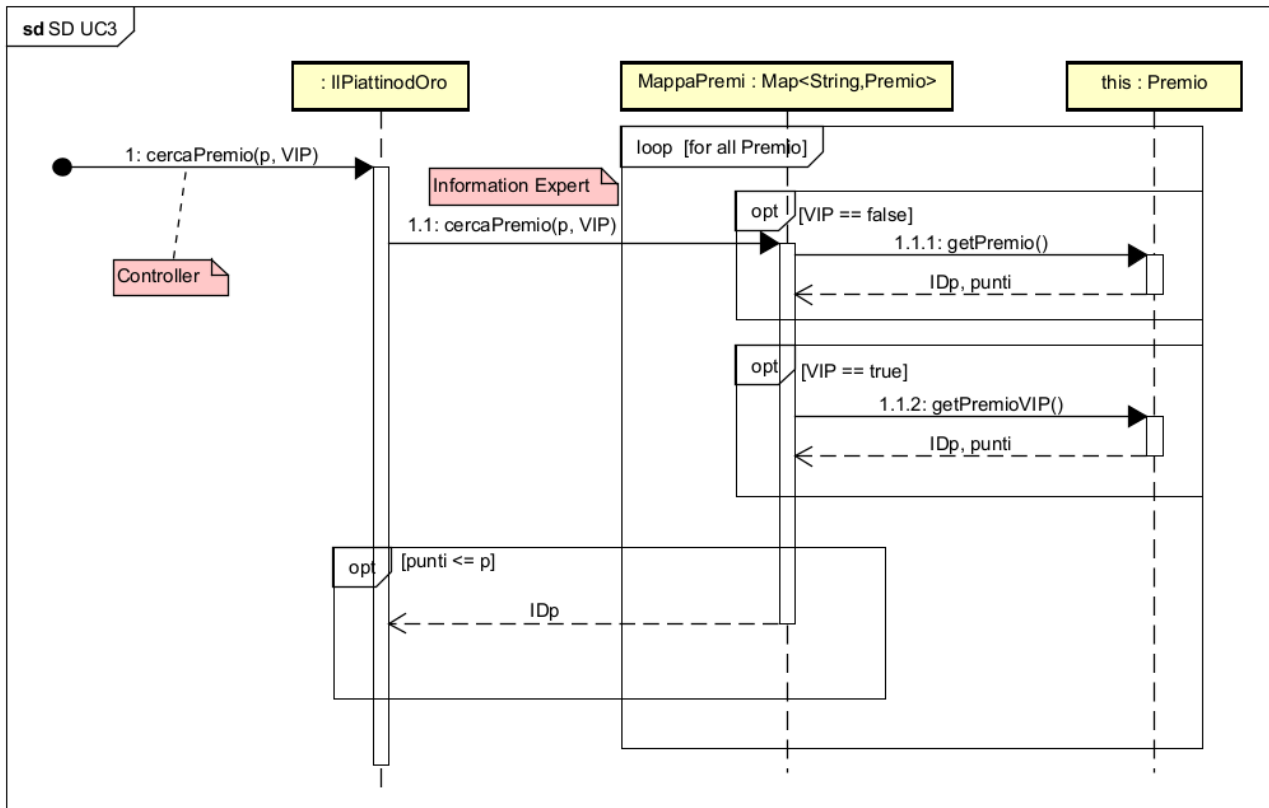 sd SD UC3
: IlPiattinodOro
MappaPremi : Map<String,Premio>
this : Premio
loop [for all Premio]
1: cercaPremio(p, VIP)
Information Expert
opt [VIP == false]
1.1: cercaPremio(p, VIP)
1.1.1: getPremio()
Controller
IDp, punti
opt [VIP == true]
1.1.2: getPremioVIP()
IDp, punti
opt [punti <= p]
IDp